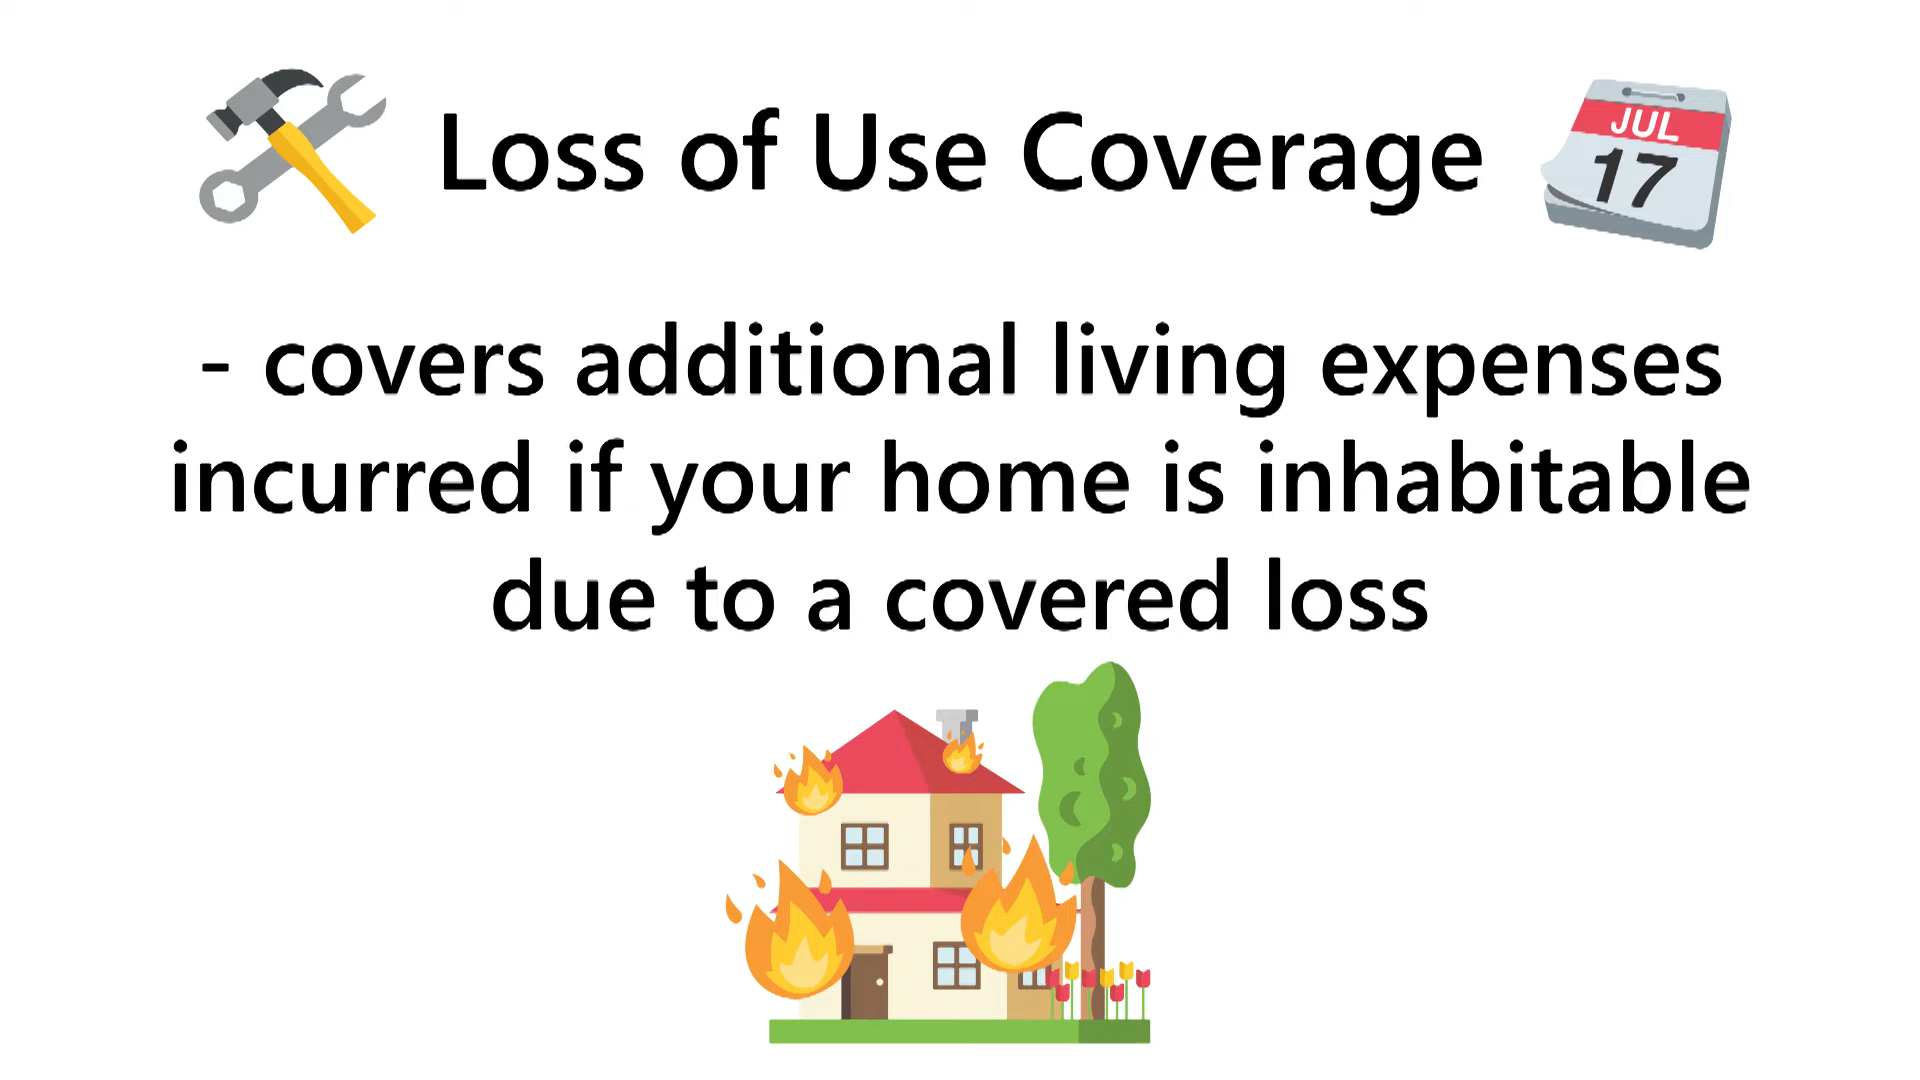 Loss of Use Coverage
JUL
17
- covers additional living expenses
incurred if your home is inhabitable
due to a covered loss